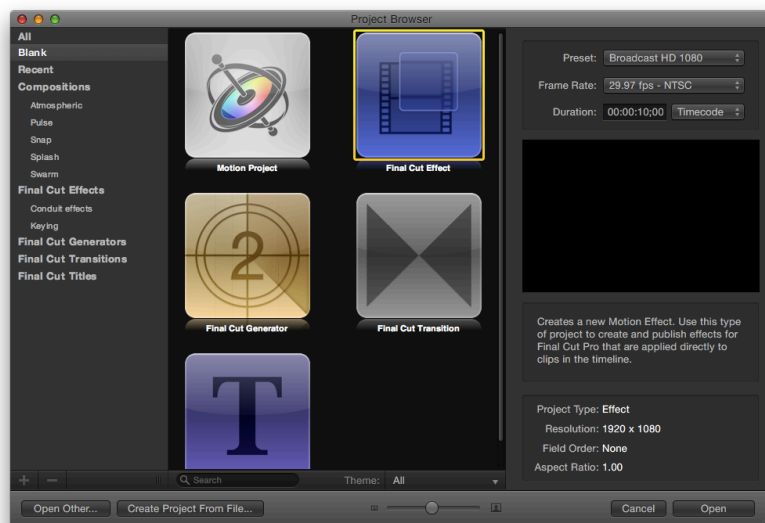 Project Browser
All
Blank
Recent
Compositions
Atmospheric
Pulse
Snap
Splash
Swarm
Final Cut Effects
Conduit effects
Keying
Final Cut Generators
Final Cut Transitions
Final Cut Titles
Motion Project
Final Cut Effect
2
Final Cut Generator
Final Cut Transition
T
Search
Theme: All
Preset: Broadcast HD 1080
Frame Rate: 29.97 fps - NTSC
Duration: 00:00:10;00 Timecode
Creates a new Motion Effect. Use this type
of project to create and publish effects for
Final Cut Pro that are applied directly to
clips in the timeline.
Project Type: Effect
Resolution: 1920 x 1080
Field Order: None
Aspect Ratio: 1.00
Open Other...
Create Project From File...
Cancel
Open